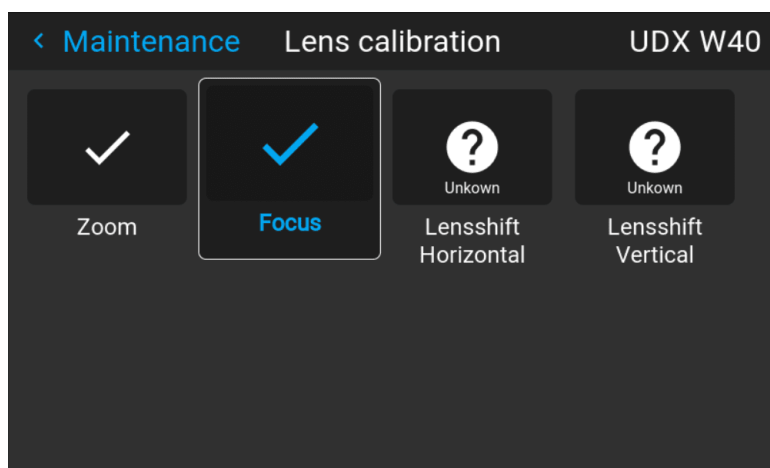 Maintenance Lens calibration UDX W40
? ?
Unkown Unkown
Zoom Focus Lensshift Lensshift
Horizontal Vertical